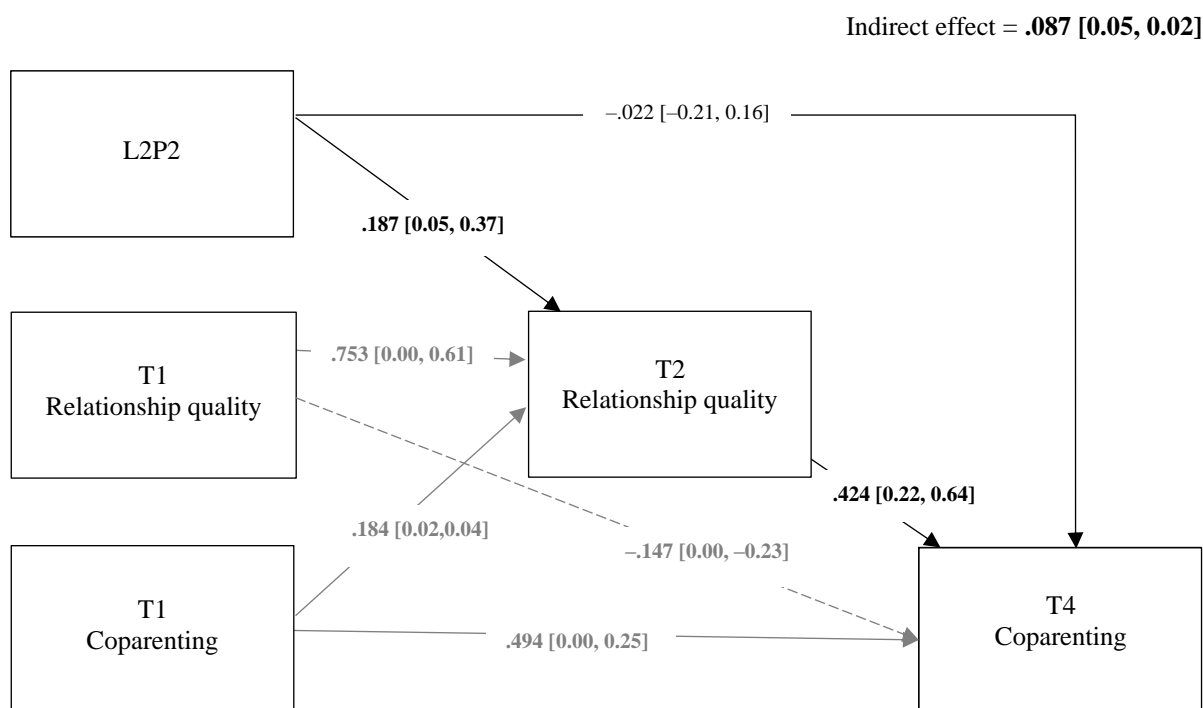 Indirect effect = .087 [0.05, 0.02]
L2P2
–.022 [–0.21, 0.16]
.187 [0.05, 0.37]
T1
Relationship quality
.753 [0.00, 0.61]
T2
Relationship quality
.424 [0.22, 0.64]
.184 [0.02,0.04]
–.147 [0.00, –0.23]
T1
Coparenting
.494 [0.00, 0.25]
T4
Coparenting